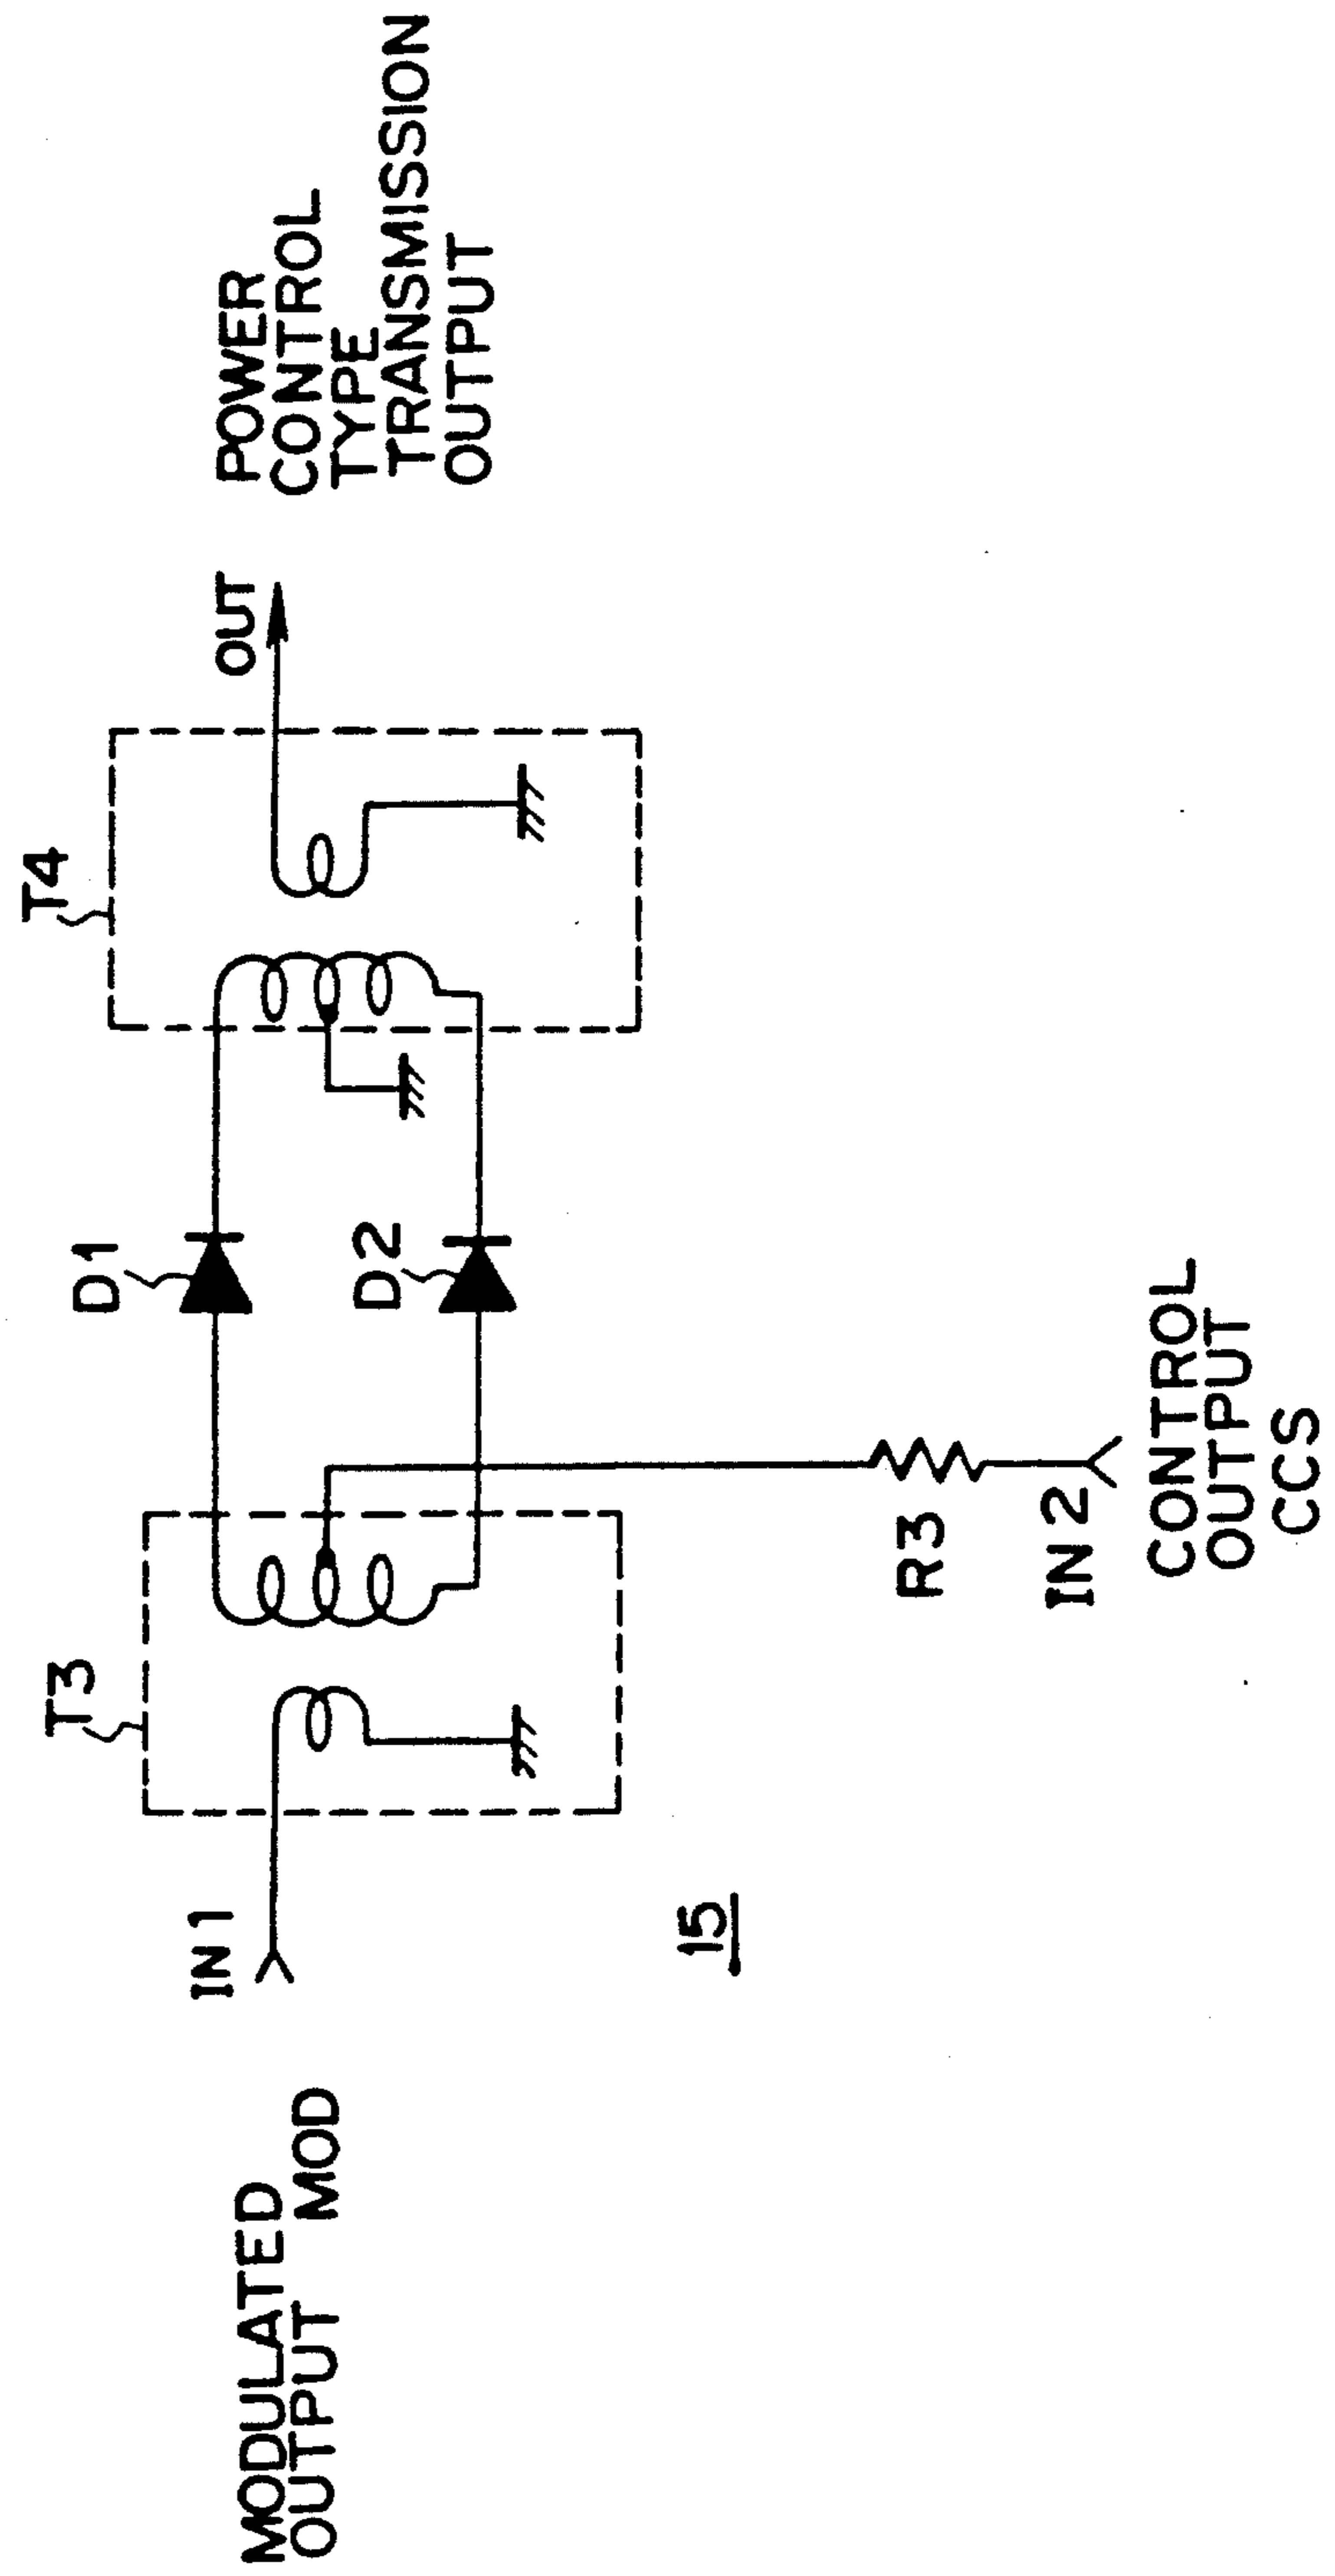 MODULATED
OUTPUT MOD
IN 1
T3
D1
D2
T4
OUT
POWER
CONTROL
TYPE
TRANSMISSION
OUTPUT
R3
IN 2
CONTROL
OUTPUT
CCS
15